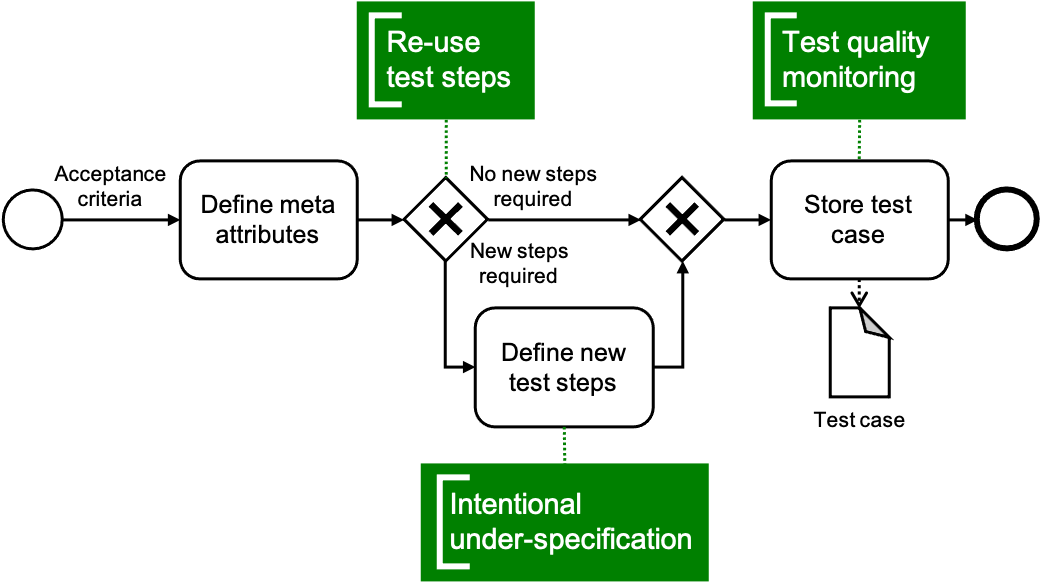 Re-use
test steps
Test quality
monitoring
Acceptance
criteria
Define meta
attributes
No new steps
required
New steps
required
Store test
case
Define new
test steps
Test case
Intentional
under-specification